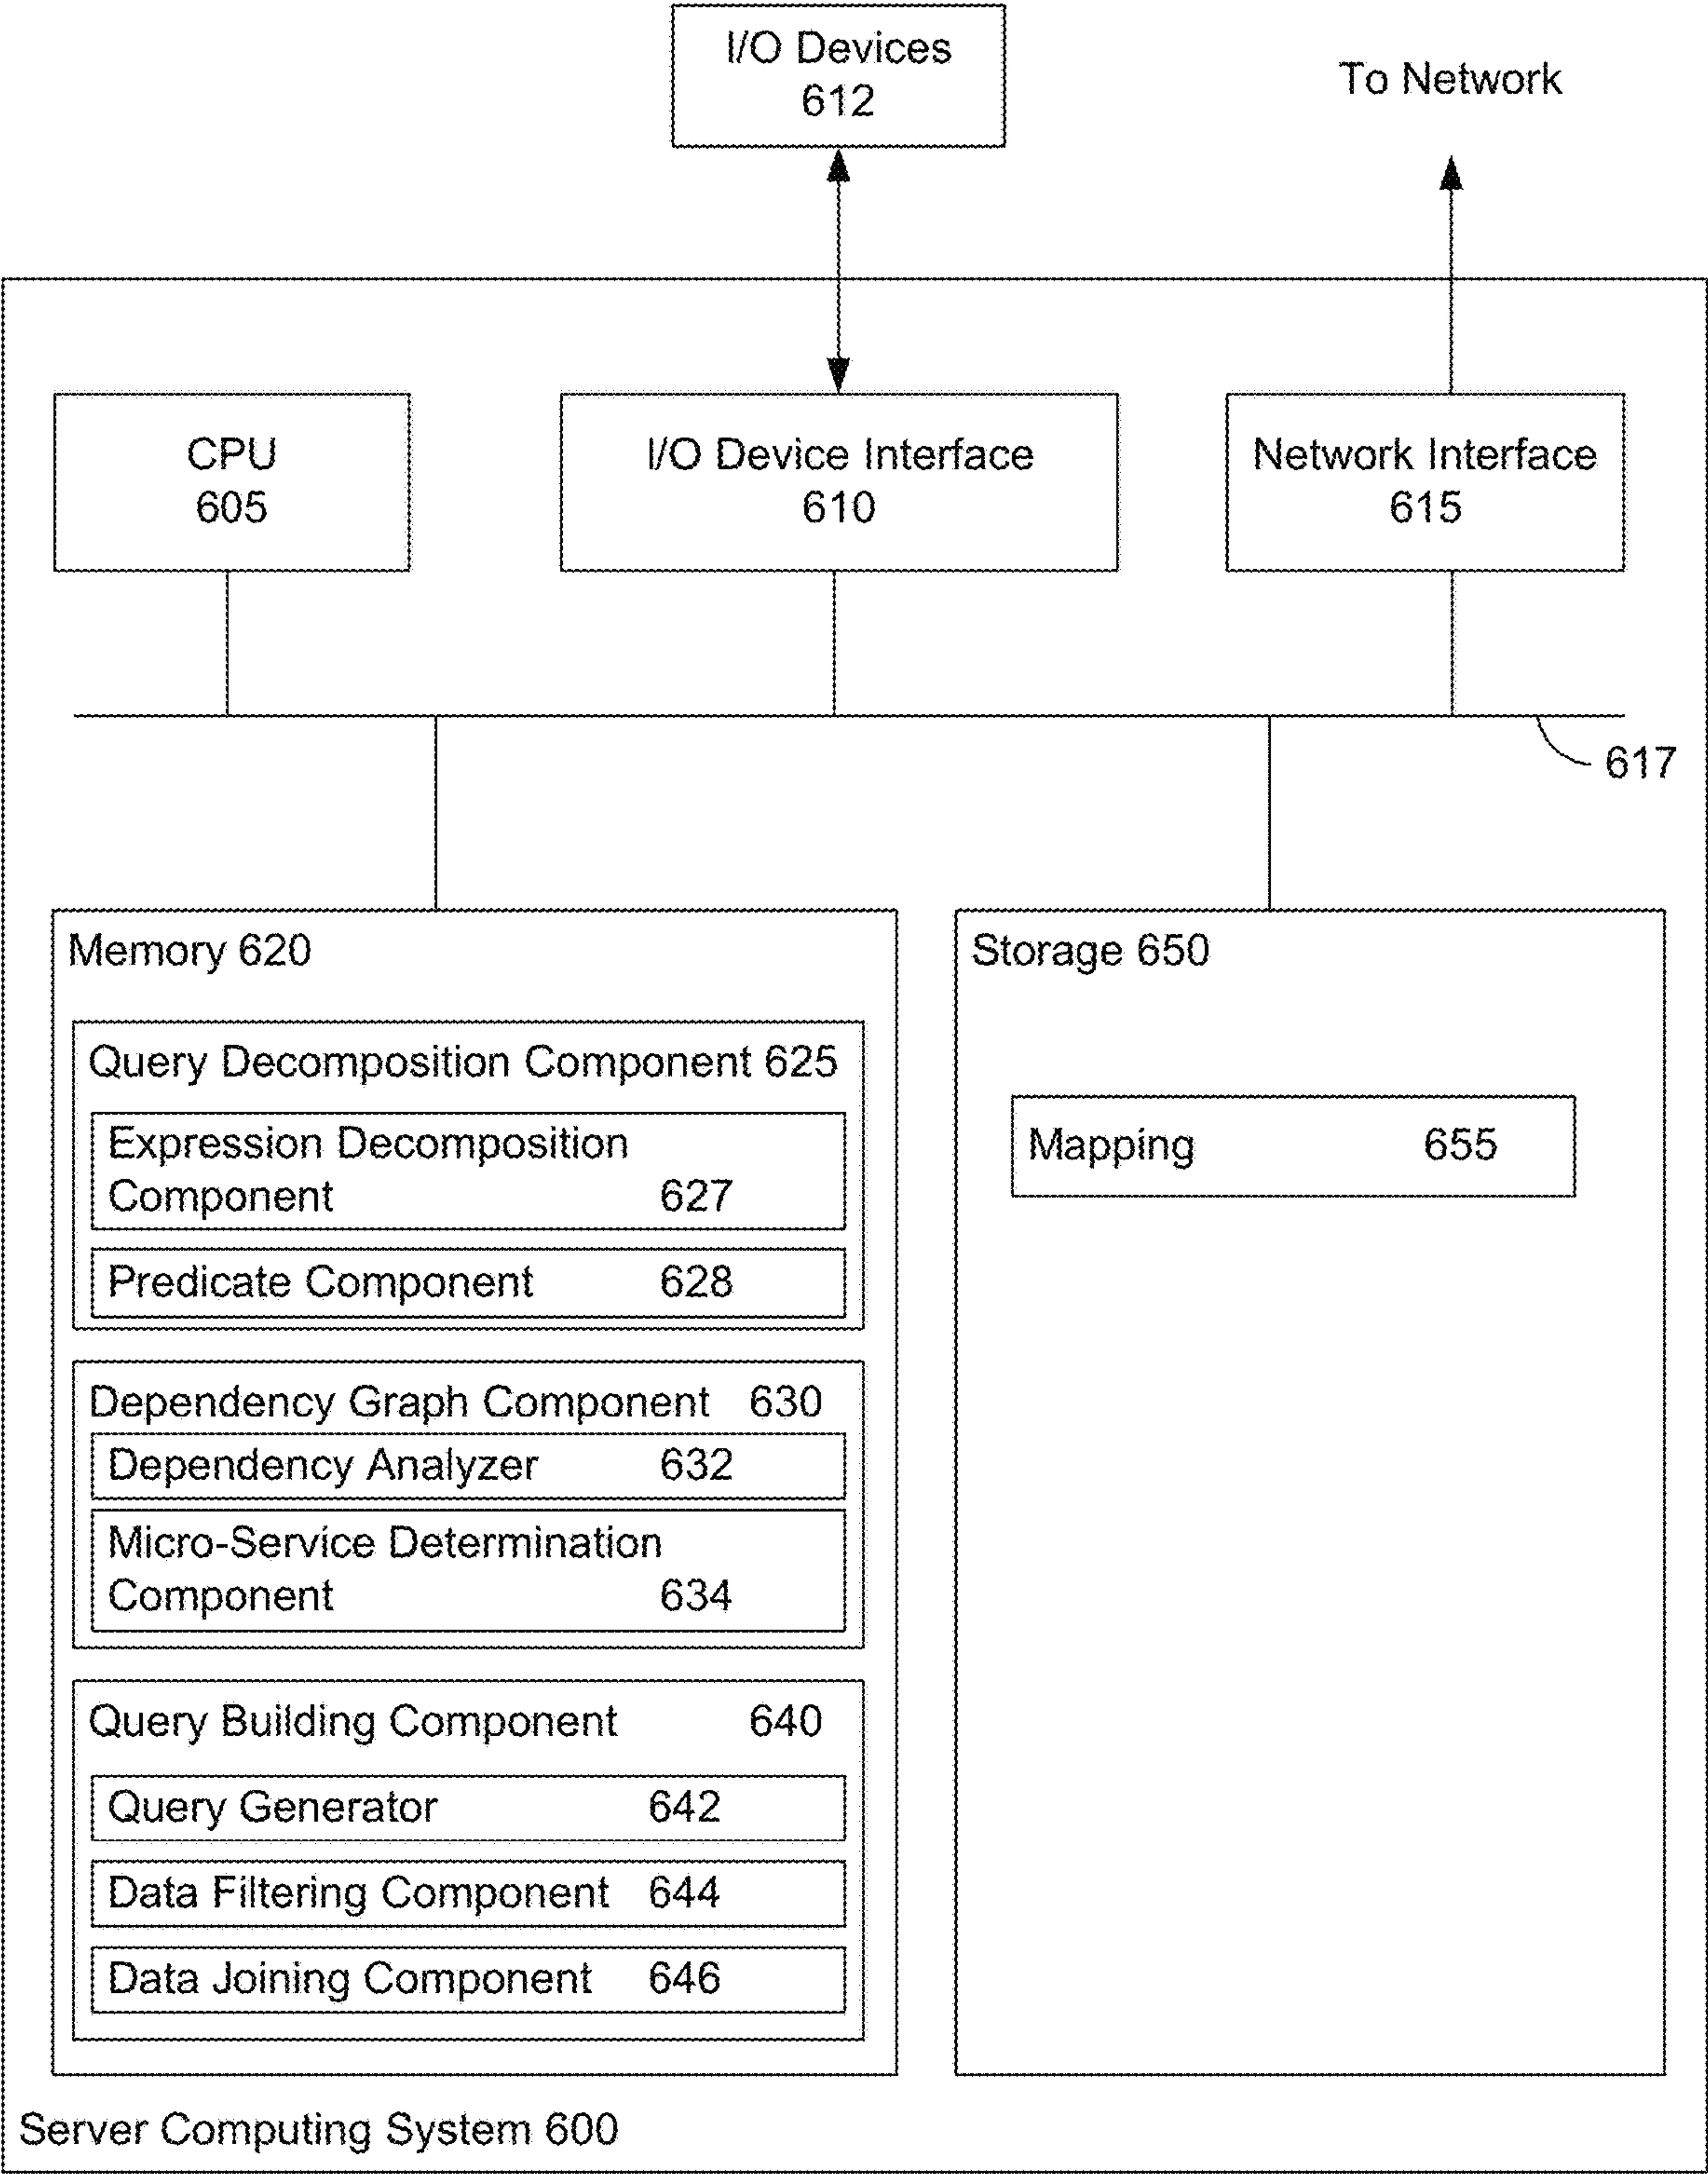 I/O Devices
612
To Network
CPU
605
I/O Device Interface
610
Network Interface
615
617
Memory 620
Query Decomposition Component 625
Expression Decomposition
Component 627
Predicate Component 628
Dependency Graph Component 630
Dependency Analyzer 632
Micro-Service Determination
Component 634
Query Building Component 640
Query Generator 642
Data Filtering Component 644
Data Joining Component 646
Storage 650
Mapping 655
Server Computing System 600